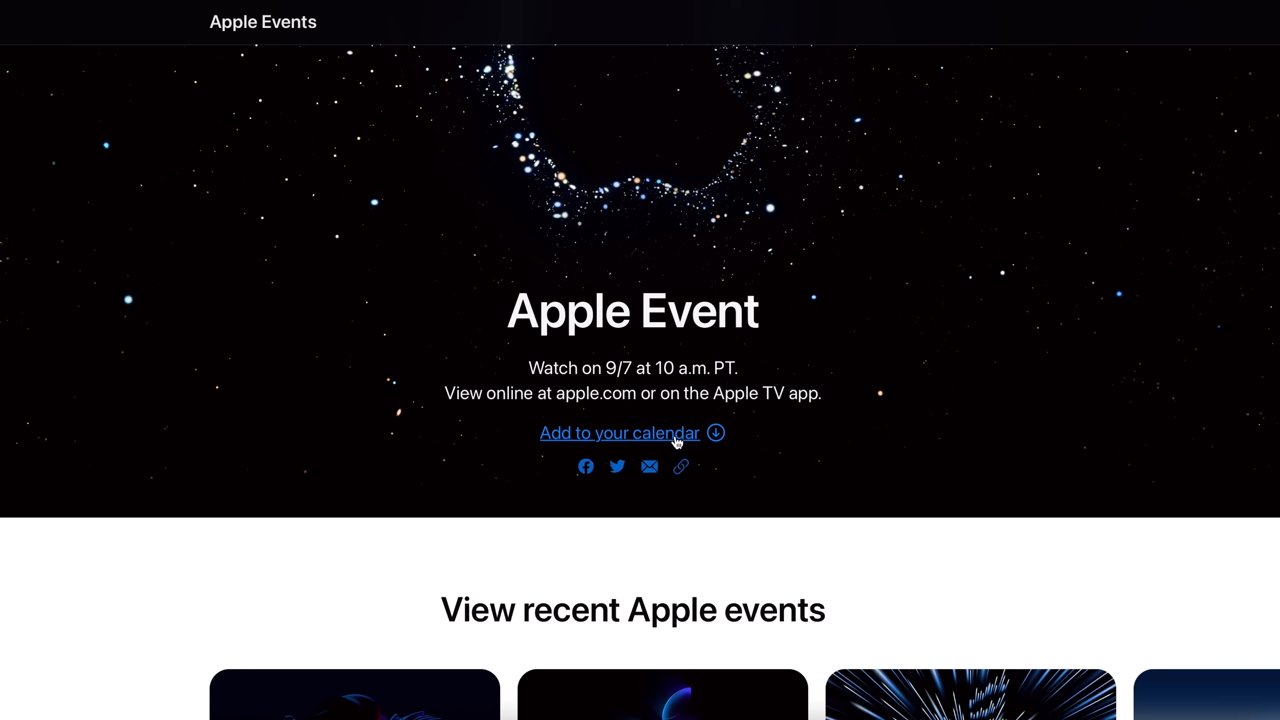 Apple Events
Apple Event
Watch on 9/7 at 10 a.m. PT.
View online at apple.com or on the Apple TV app.
Add to your calendar
View recent Apple events